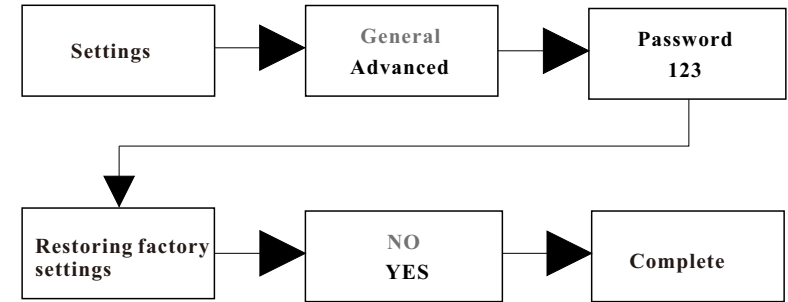 Settings
General
Advanced
Password
123
Restoring factory
settings
NO
YES
Complete